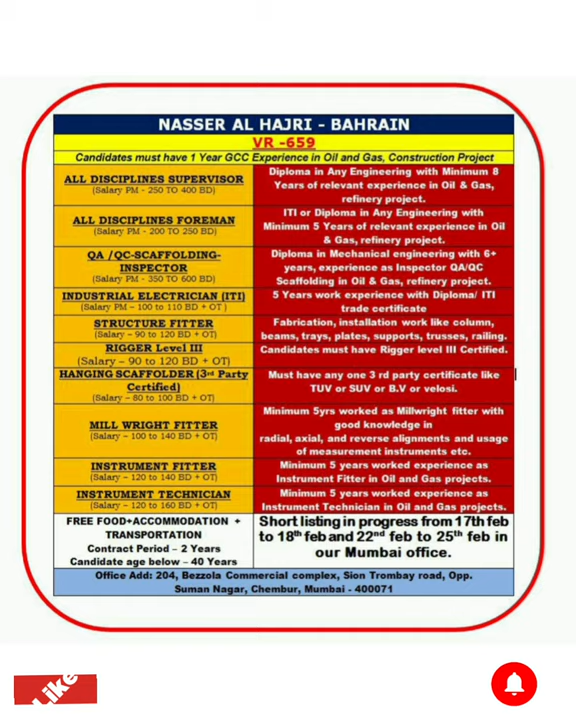 NASSER AL HAJRI - BAHRAIN
VR -659
Candidates must have 1 Year GCC Experience in Oil and Gas, Construction Project
ALL DISCIPLINES SUPERVISOR
(Salary PM - 250 TO 400 BD)
Diploma in Any Engineering with Minimum 8
Years of relevant experience in Oil & Gas,
refinery project.
ALL DISCIPLINES FOREMAN
(Salary PM - 200 TO 250 BD)
ITI or Diploma in Any Engineering with
Minimum 5 Years of relevant experience in Oil
& Gas, refinery project.
QA /QC-SCAFFOLDING-
INSPECTOR
(Salary PM - 350 TO 600 BD)
Diploma in Mechanical engineering with 6+
years, experience as Inspector QA/QC
Scaffolding in Oil & Gas, refinery project.
INDUSTRIAL ELECTRICIAN (ITI)
(Salary PM – 100 to 110 BD + OT )
5 Years work experience with Diploma/ ITI
trade certificate
STRUCTURE FITTER
(Salary – 90 to 120 BD + OT)
Fabrication, installation work like column,
beams, trays, plates, supports, trusses, railing.
RIGGER Level III
(Salary – 90 to 120 BD + OT)
Candidates must have Rigger level III Certified.
HANGING SCAFFOLDER (3rd Party
Certified)
(Salary – 80 to 100 BD + OT)
Must have any one 3 rd party certificate like
TUV or SUV or B.V or velosi.
MILL WRIGHT FITTER
(Salary – 100 to 140 BD + OT)
Minimum 5yrs worked as Millwright fitter with
good knowledge in
radial, axial, and reverse alignments and usage
of measurement instruments etc.
INSTRUMENT FITTER
(Salary – 120 to 140 BD + OT)
Minimum 5 years worked experience as
Instrument Fitter in Oil and Gas projects.
INSTRUMENT TECHNICIAN
(Salary – 120 to 160 BD + OT)
Minimum 5 years worked experience as
Instrument Technician in Oil and Gas projects.
FREE FOOD+ACCOMMODATION +
TRANSPORTATION
Contract Period – 2 Years
Candidate age below – 40 Years
Short listing in progress from 17th feb
to 18th feb and 22nd feb to 25th feb in
our Mumbai office.
Office Add: 204, Bezzola Commercial complex, Sion Trombay road, Opp.
Suman Nagar, Chembur, Mumbai - 400071